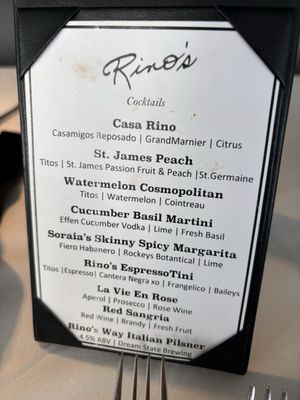 Rino's
Cocktails
Casa Rino
Casamigos Reposado | GrandMarnier | Citrus
St. James Peach
Titos | St. James Passion Fruit & Peach | St.Germaine
Watermelon Cosmopolitan
Titos | Watermelon | Cointreau
Cucumber Basil Martini
Effen Cucumber Vodka | Lime | Fresh Basil
Soraia's Skinny Spicy Margarita
Fiero Habanero | Rockeys Botantical | Lime
Rino's EspressoTini
Titos |Espresso| Cantera Negra xo | Frangelico | Baileys
La Vie En Rose
Aperol | Prosecco | Rose Wine
Red Sangria
Red Wine | Brandy | Fresh Fruit
Rino's Way Italian Pilsner
4.5% ABV | Dream State Brewing